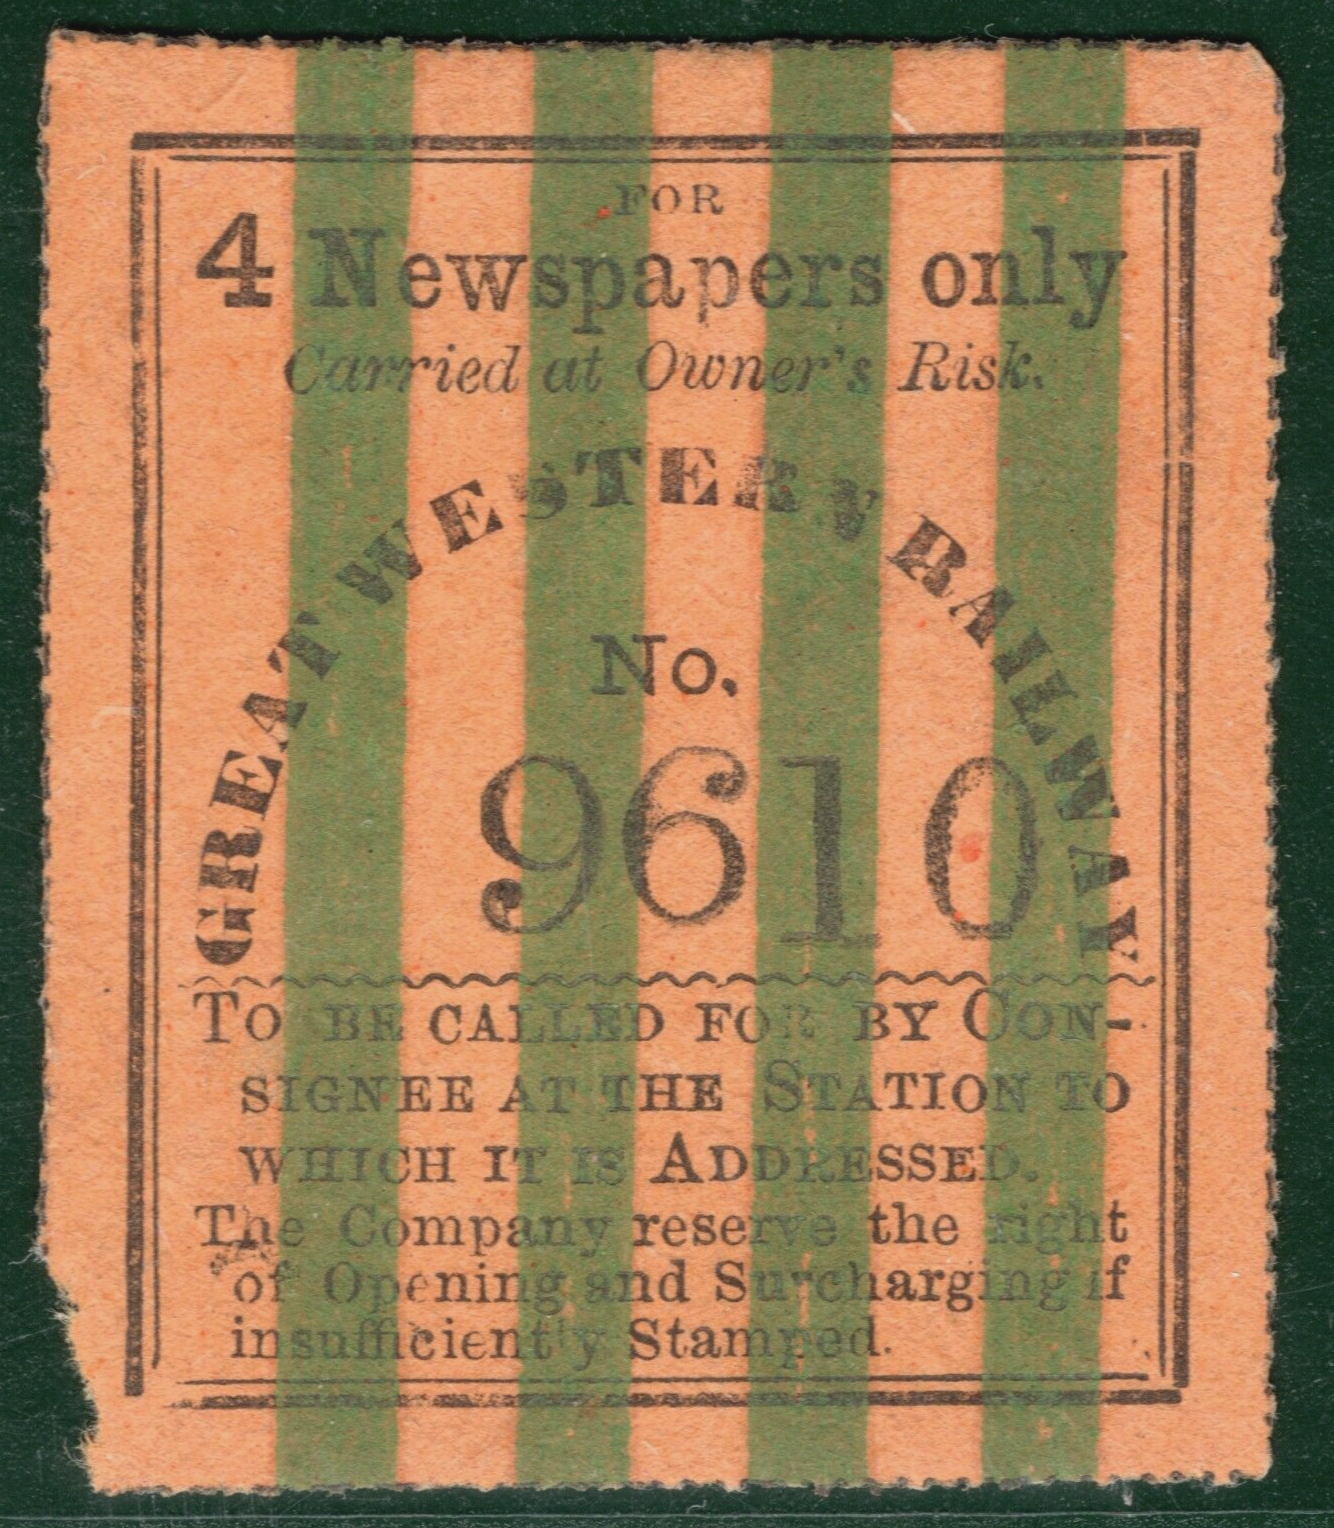 FOR
4 Newspapers only
Carried at Owner's Risk.
GREAT WESTERN RAILWAY
No.
9610
TO BE CALLED FOR BY CON-
SIGNEE AT THE STATION TO
WHICH IT IS ADDRESSED.
The Company reserve the right
of Opening and Surcharging if
insufficiently Stamped.